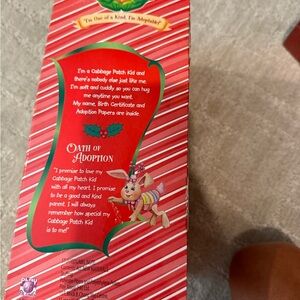 "I'm One of a Kind, I'm Adoptable!"
I'm a Cabbage Patch Kid and
there's nobody else just like me.
I'm soft and cuddly so you can hug
me anytime you want.
My name, Birth Certificate and
Adoption Papers are inside.
OATH OF
ADOPTION
"I promise to love my
Cabbage Patch Kid
with all my heart. I promise
to be a good and kind
parent. I will always
remember how special my
Cabbage Patch Kid
is to me!"